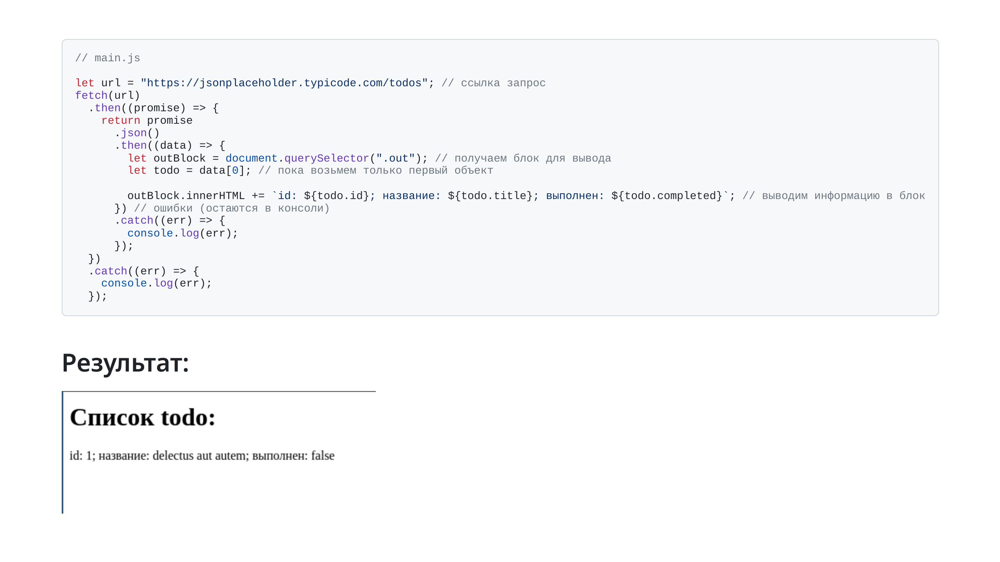 // main.js

let url = "https://jsonplaceholder.typicode.com/todos"; // ссылка запрос
fetch(url)
  .then((promise) => {
    return promise
      .json()
      .then((data) => {
        let outBlock = document.querySelector(".out"); // получаем блок для вывода
        let todo = data[0]; // пока возьмем только первый объект

        outBlock.innerHTML += `id: ${todo.id}; название: ${todo.title}; выполнен: ${todo.completed}`; // выводим информацию в блок
      }) // ошибки (остаются в консоли)
      .catch((err) => {
        console.log(err);
      });
  })
  .catch((err) => {
    console.log(err);
  });
Результат:
Список todo:
id: 1; название: delectus aut autem; выполнен: false